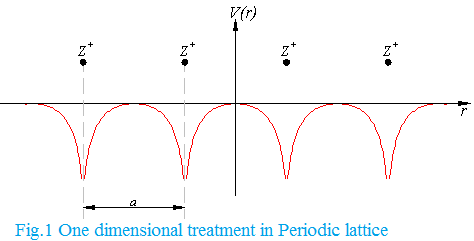 V(r)
Z+ Z+ Z+ Z+
r
a
Fig.1 One dimensional treatment in Periodic lattice